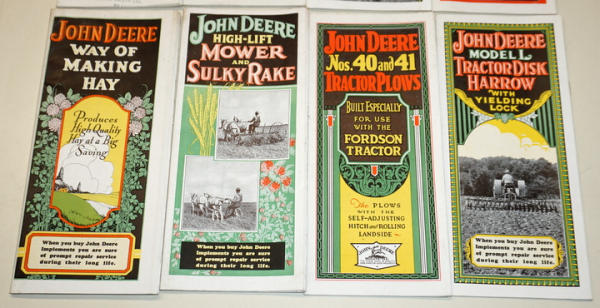 JOHN DEERE
WAY OF
MAKING
HAY
Produces
High Quality
Hay at a Big
Saving
When you buy John Deere
Implements you are sure
of prompt repair service
during their long life.
JOHN DEERE
HIGH-LIFT
MOWER
AND
SULKY RAKE
When you buy John Deere
Implements you are sure
of prompt repair service
during their long life.
JOHN DEERE
Nos. 40 and 41
TRACTOR PLOWS
BUILT ESPECIALLY
FOR USE
WITH THE
FORDSON
TRACTOR
The PLOWS
WITH THE
SELF-ADJUSTING
HITCH and ROLLING
LANDSIDE
JOHN DEERE
JOHN DEERE
MODEL L
TRACTOR DISK
HARROW
WITH
YIELDING
LOCK
When you buy John Deere
Implements you are sure
of prompt repair service
during their long life.